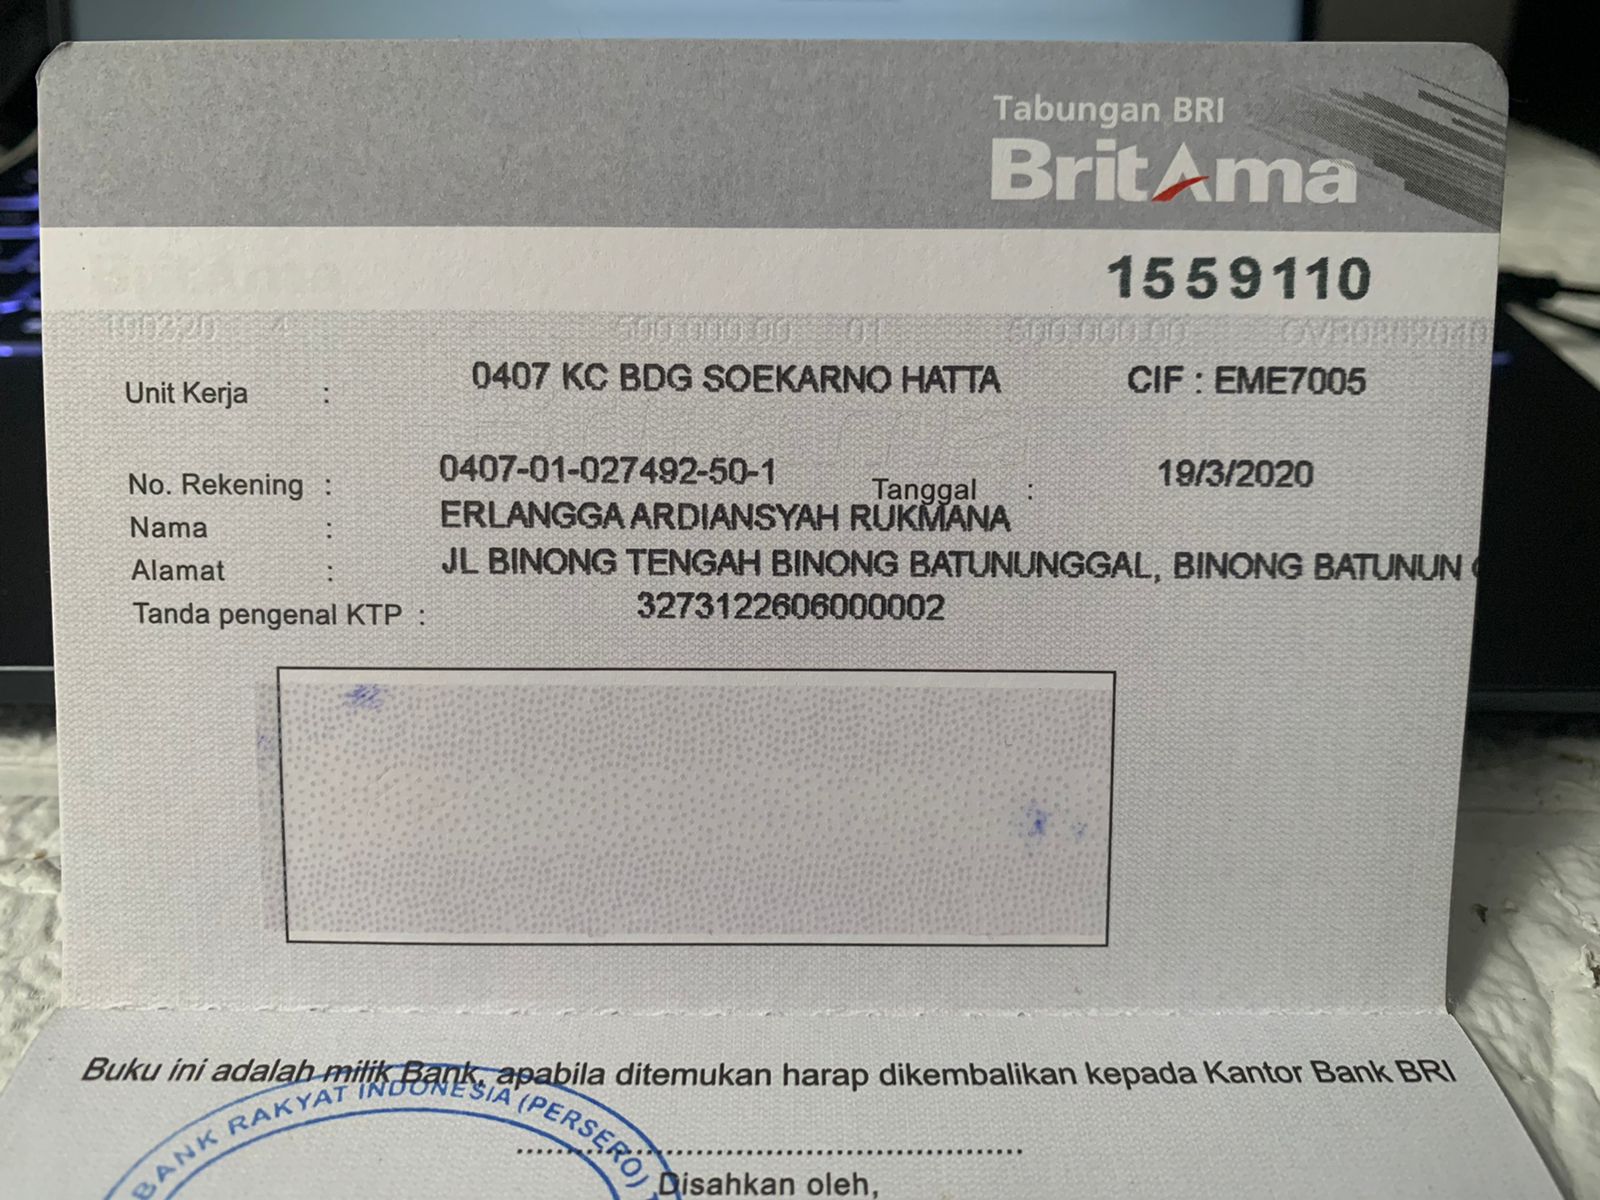 Tabungan BRI
BritAma
1559110
Unit Kerja : 0407 KC BDG SOEKARNO HATTA CIF : EME7005
No. Rekening : 0407-01-027492-50-1 Tanggal : 19/3/2020
Nama : ERLANGGA ARDIANSYAH RUKMANA
Alamat : JL BINONG TENGAH BINONG BATUNUNGGAL, BINONG BATUNUN
Tanda pengenal KTP : 3273122606000002
Buku ini adalah milik Bank, apabila ditemukan harap dikembalikan kepada Kantor Bank BRI
BANK RAKYAT INDONESIA (PERSERO)
Disahkan oleh,